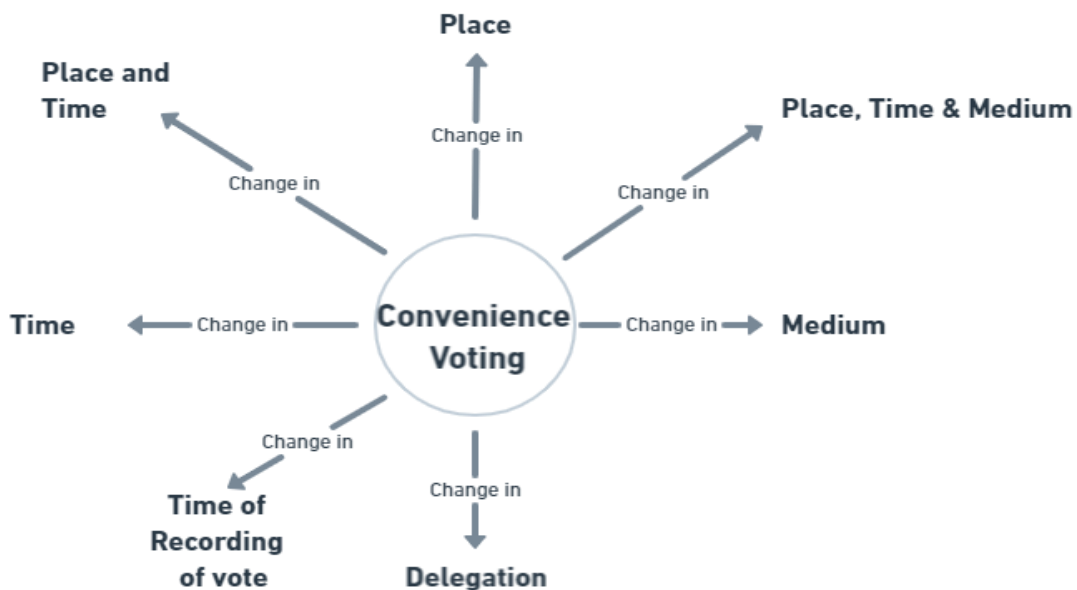 Place
Place and
Time
Place, Time & Medium
Change in
Change in
Change in
Convenience
Voting
Time
Change in
Change in
Medium
Change in
Change in
Time of
Recording
of vote
Delegation